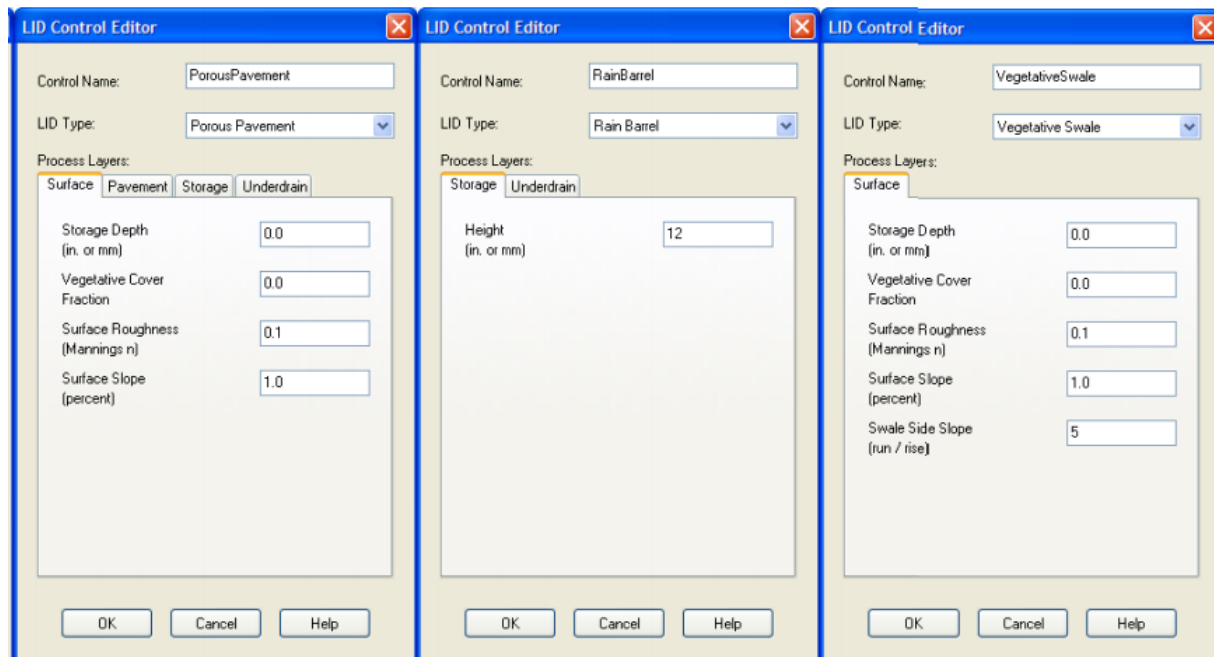 LID Control Editor
Control Name: PorousPavement
LID Type: Porous Pavement
Process Layers:
Surface Pavement Storage Underdrain
Storage Depth 0.0
(in. or mm)
Vegetative Cover 0.0
Fraction
Surface Roughness 0.1
(Mannings n)
Surface Slope 1.0
(percent)
OK Cancel Help
LID Control Editor
Control Name: RainBarrel
LID Type: Rain Barrel
Process Layers:
Storage Underdrain
Height 12
(in. or mm)
OK Cancel Help
LID Control Editor
Control Name: VegetativeSwale
LID Type: Vegetative Swale
Process Layers:
Surface
Storage Depth 0.0
(in. or mm)
Vegetative Cover 0.0
Fraction
Surface Roughness 0.1
(Mannings n)
Surface Slope 1.0
(percent)
Swale Side Slope 5
(run / rise)
OK Cancel Help